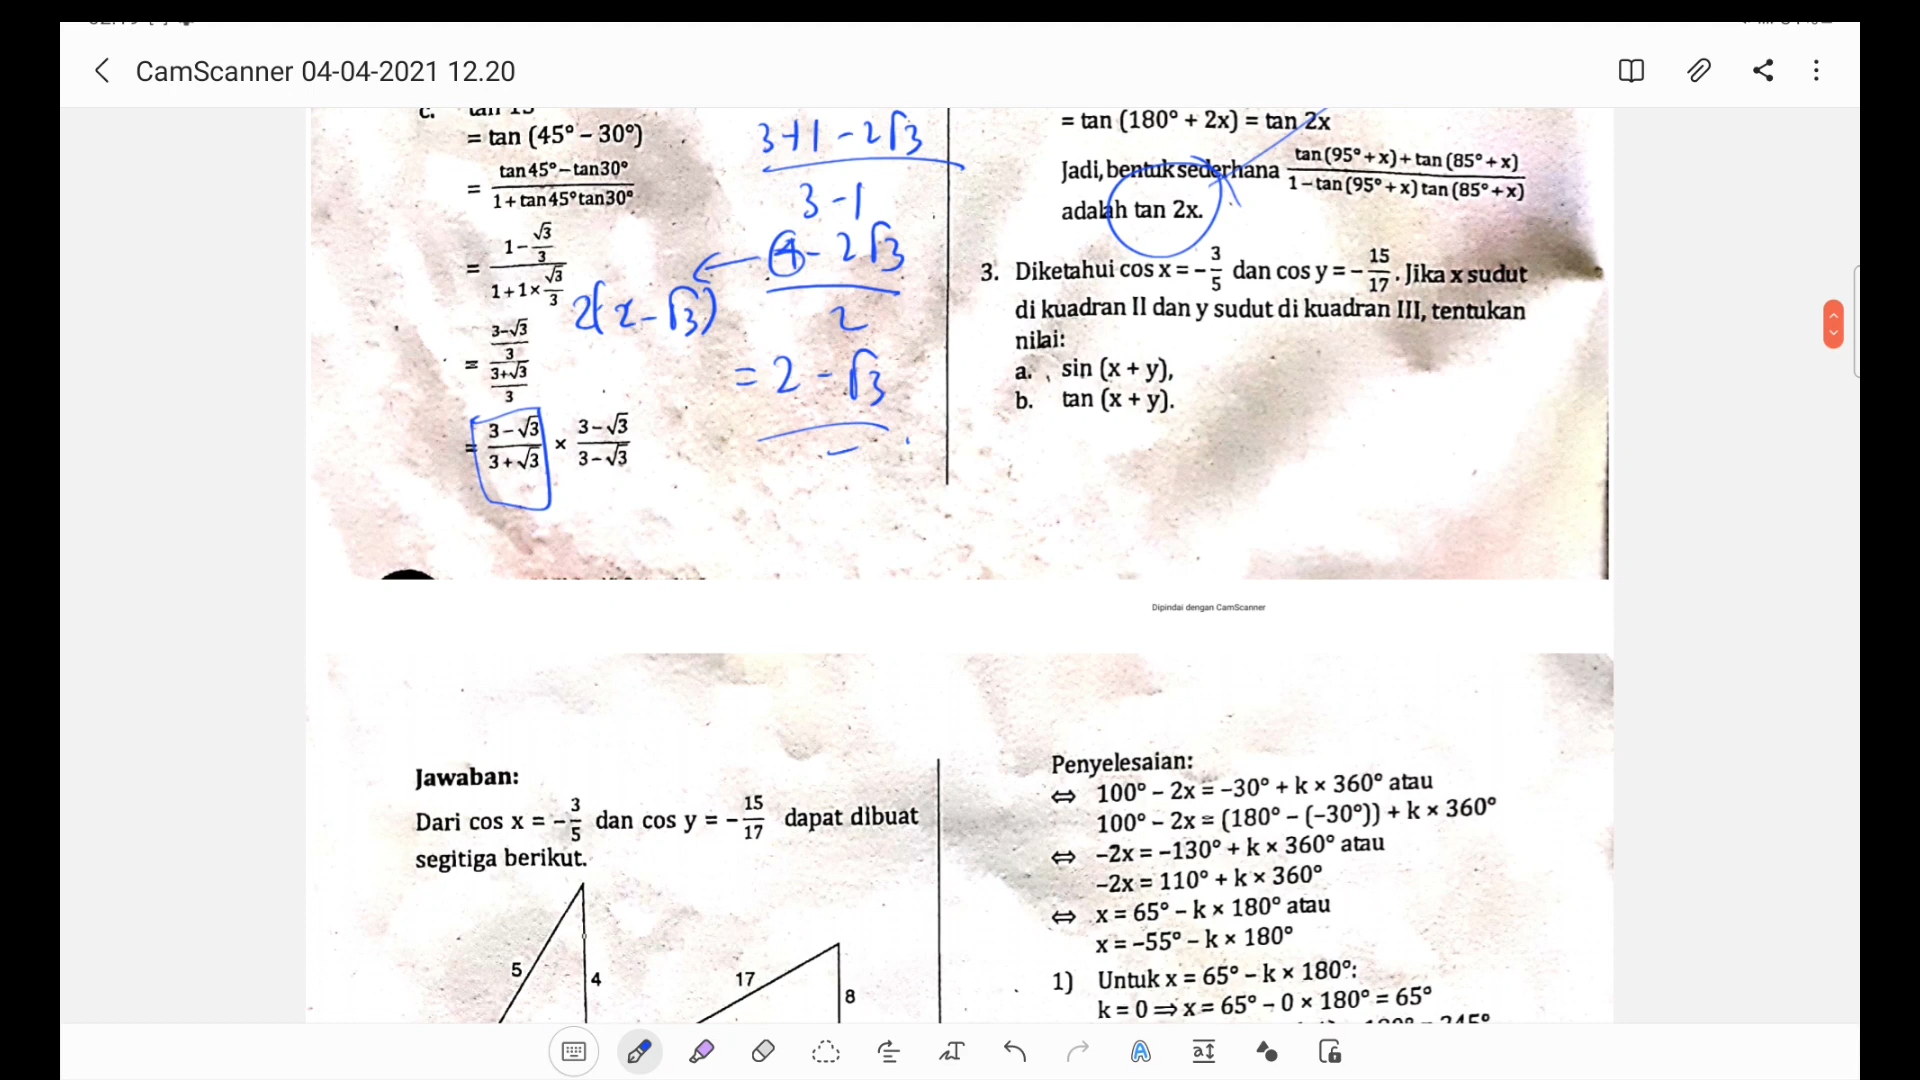 CamScanner 04-04-2021 12.20
c. tan 15
= tan (45° – 30°)
= (tan45°–tan30°)/(1+tan45°tan30°)
= (1–√3/3)/(1+1×√3/3)
= ((3–√3)/3)/((3+√3)/3)
= (3–√3)/(3+√3) × (3–√3)/(3–√3)
3+1-2√3
3-1
4-2√3
2
2(2-√3)
= 2-√3
= tan (180° + 2x) = tan 2x
Jadi, bentuk sederhana (tan(95°+x)+tan(85°+x))/(1–tan(95°+x)tan(85°+x))
adalah tan 2x.
3. Diketahui cos x = –3/5 dan cos y = –15/17. Jika x sudut
di kuadran II dan y sudut di kuadran III, tentukan
nilai:
a. sin (x + y),
b. tan (x + y).
Dipindai dengan CamScanner
Jawaban:
Dari cos x = –3/5 dan cos y = –15/17 dapat dibuat
segitiga berikut.
5
4
17
8
Penyelesaian:
⇔ 100° – 2x = –30° + k × 360° atau
100° – 2x = (180° – (–30°)) + k × 360°
⇔ –2x = –130° + k × 360° atau
–2x = 110° + k × 360°
⇔ x = 65° – k × 180° atau
x = –55° – k × 180°
1) Untuk x = 65° – k × 180°:
k = 0 ⇒ x = 65° – 0 × 180° = 65°